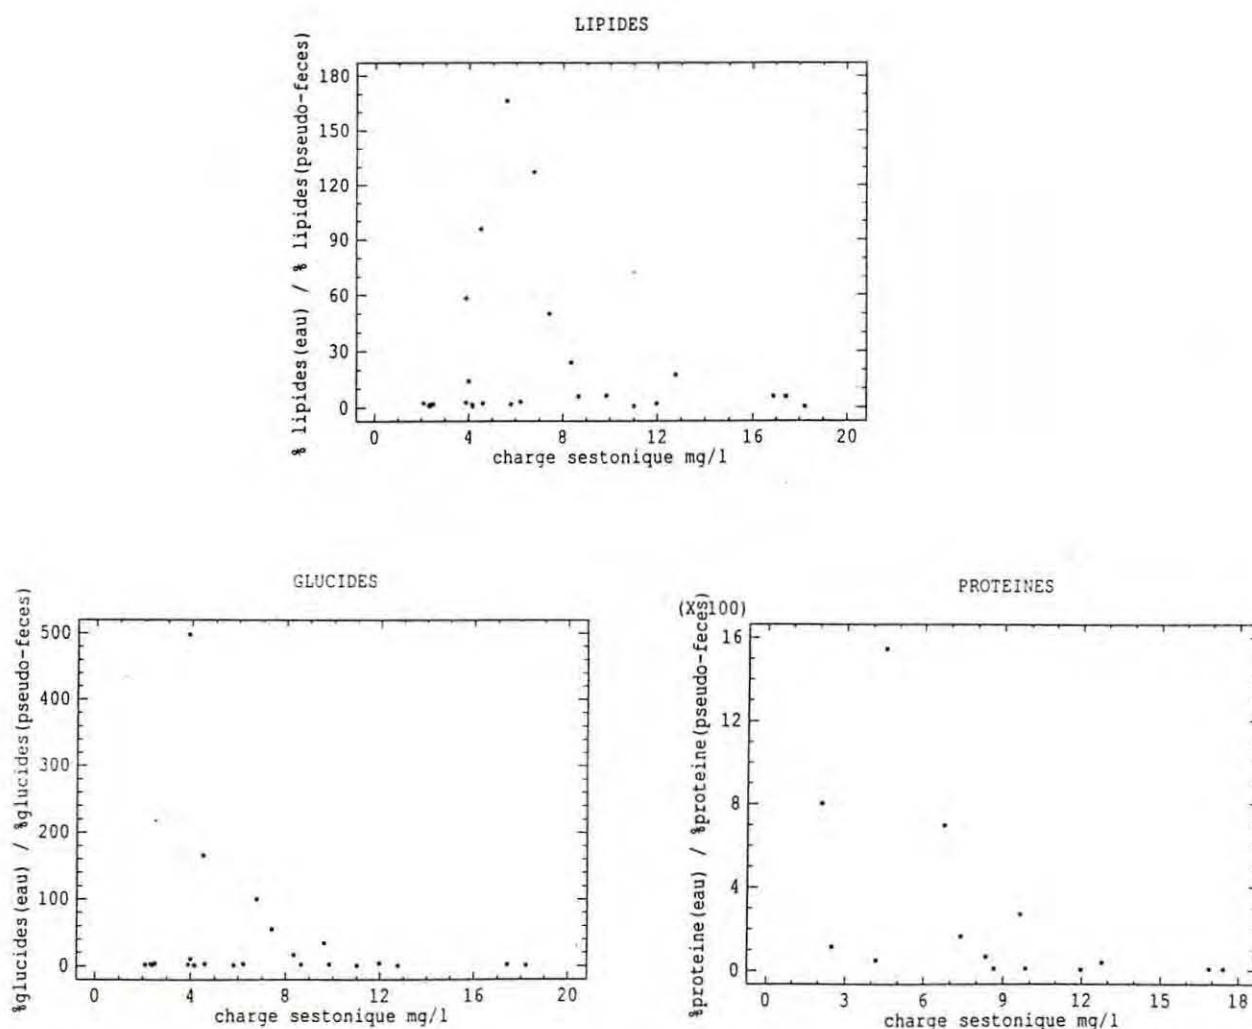 LIPIDES
% lipides(eau) / % lipides(pseudo-feces)
180
150
120
90
60
30
0
0 4 8 12 16 20
charge sestonique mg/l
GLUCIDES
%glucides(eau) / %glucides(pseudo-feces)
500
400
300
200
100
0
0 4 8 12 16 20
charge sestonique mg/l
PROTEINES
(X 100)
%proteine(eau) / %proteine(pseudo-feces)
16
12
8
4
0
0 3 6 9 12 15 18
charge sestonique mg/l